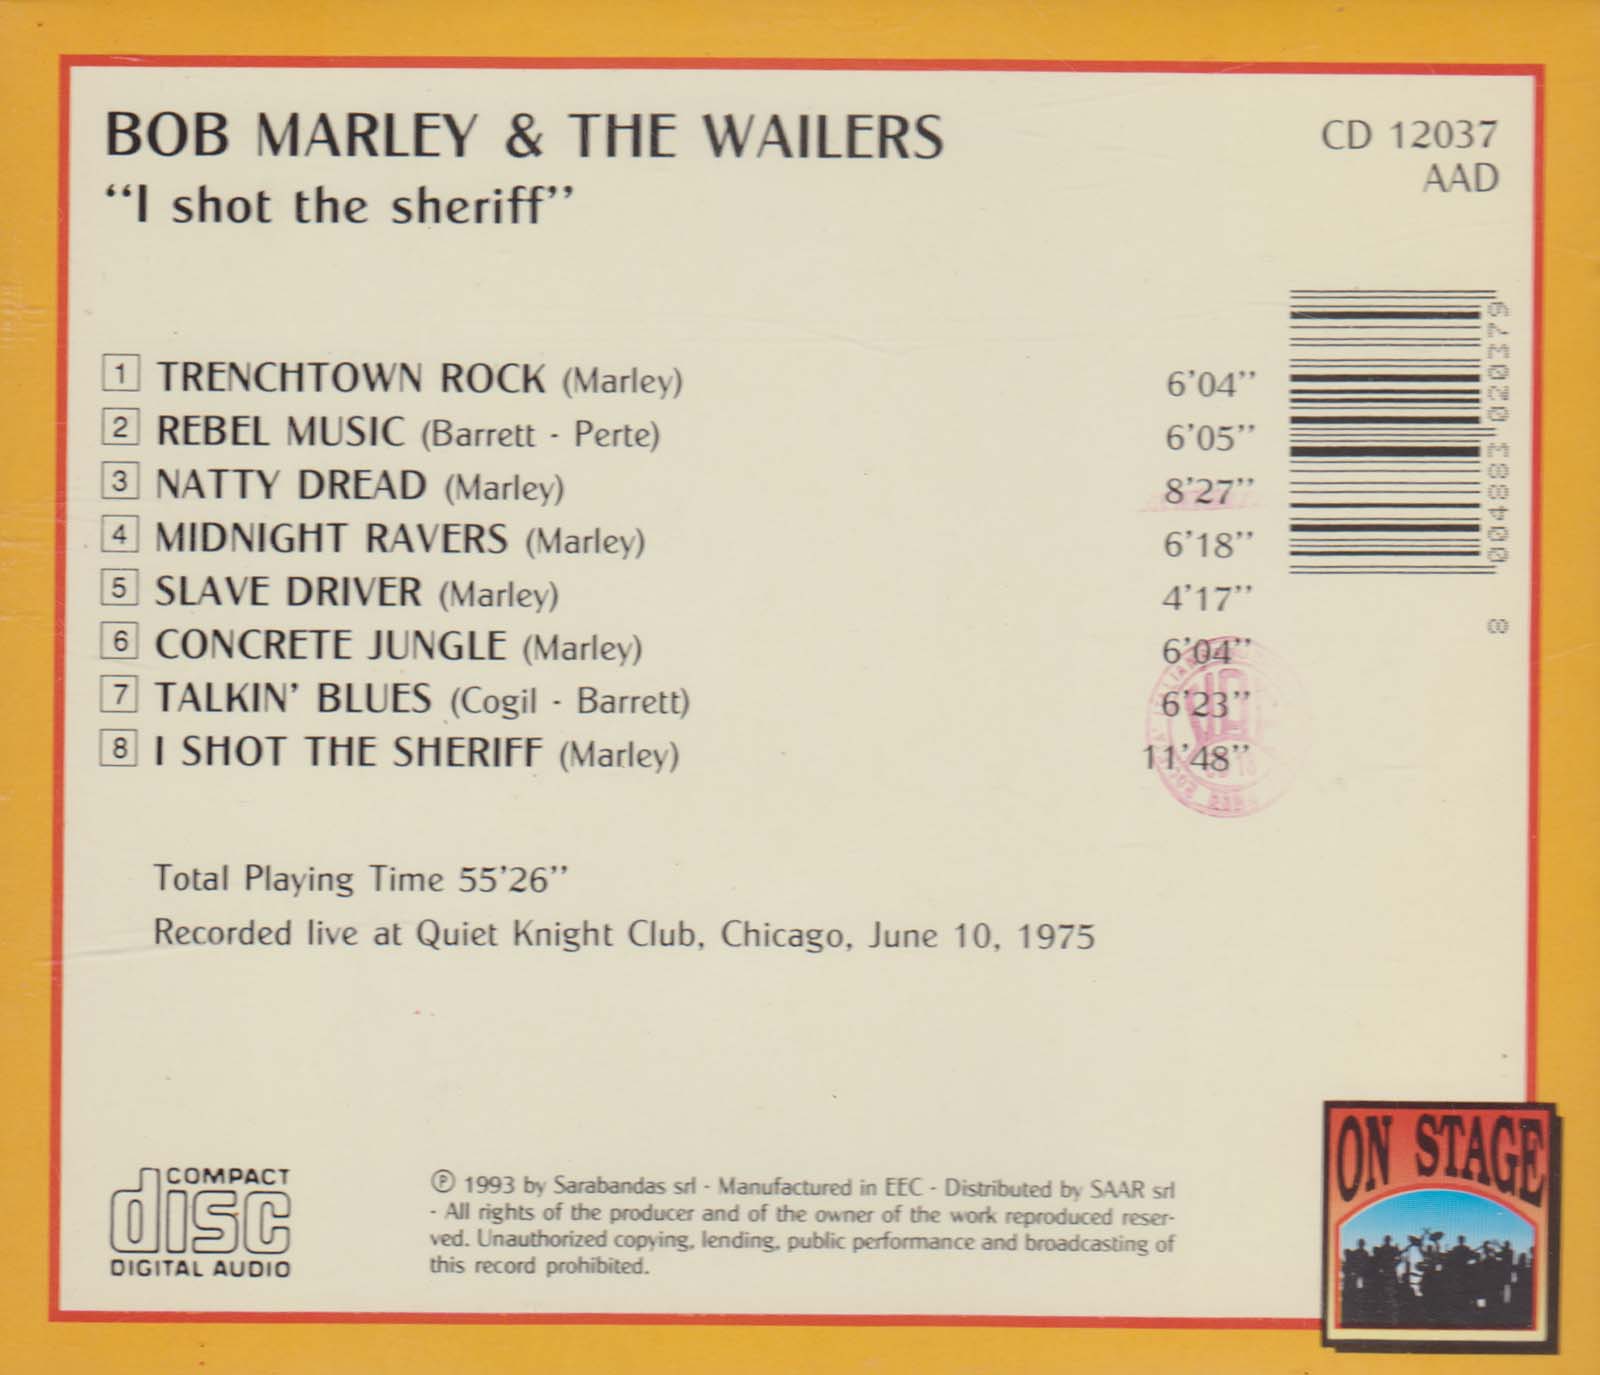 BOB MARLEY & THE WAILERS
"I shot the sheriff"
CD 12037
AAD
1 TRENCHTOWN ROCK (Marley) 6'04"
2 REBEL MUSIC (Barrett - Perte) 6'05"
3 NATTY DREAD (Marley) 8'27"
4 MIDNIGHT RAVERS (Marley) 6'18"
5 SLAVE DRIVER (Marley) 4'17"
6 CONCRETE JUNGLE (Marley) 6'04"
7 TALKIN' BLUES (Cogil - Barrett) 6'23"
8 I SHOT THE SHERIFF (Marley) 11'48"
8 004883 020379
Total Playing Time 55'26"
Recorded live at Quiet Knight Club, Chicago, June 10, 1975
COMPACT
disc
DIGITAL AUDIO
℗ 1993 by Sarabandas srl - Manufactured in EEC - Distributed by SAAR srl
- All rights of the producer and of the owner of the work reproduced reser-
ved. Unauthorized copying, lending, public performance and broadcasting of
this record prohibited.
ON STAGE